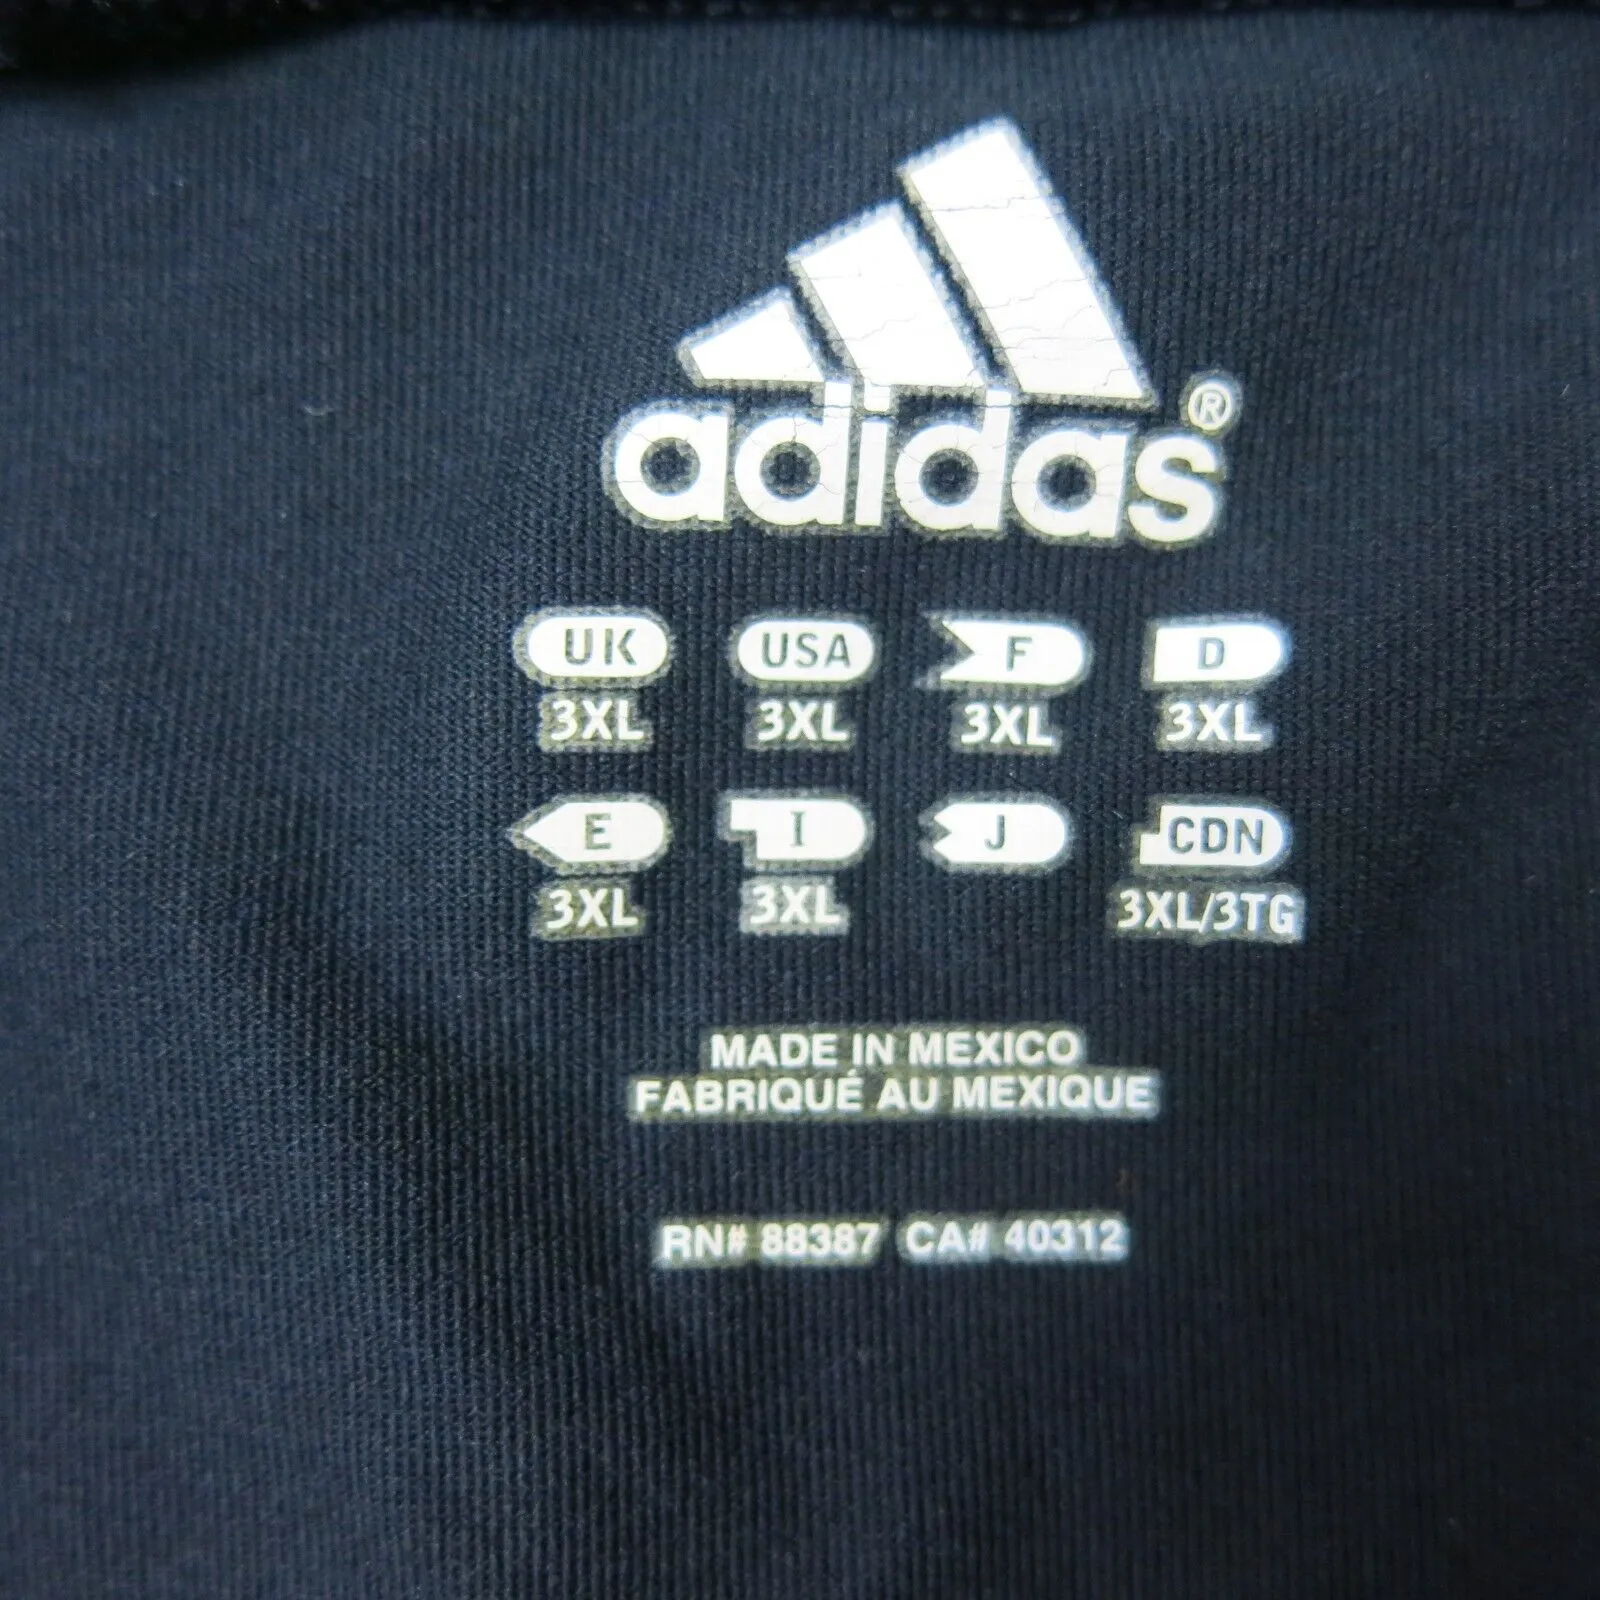 adidas®
UK USA F D
3XL 3XL 3XL 3XL
E I J CDN
3XL 3XL 3XL/3TG
MADE IN MEXICO
FABRIQUÉ AU MEXIQUE
RN# 88387 CA# 40312